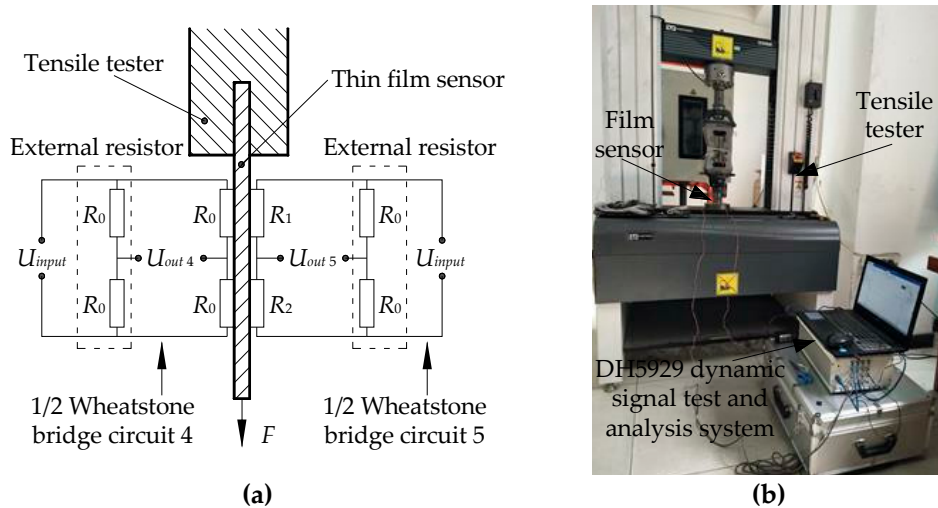 Tensile tester
Thin film sensor
External resistor
External resistor
R0
R0
R1
R0
Uinput
Uout 4
Uout 5
Uinput
R0
R0
R2
R0
1/2 Wheatstone
bridge circuit 4
F
1/2 Wheatstone
bridge circuit 5
(a)
Film
sensor
Tensile
tester
DH5929 dynamic
signal test and
analysis system
(b)